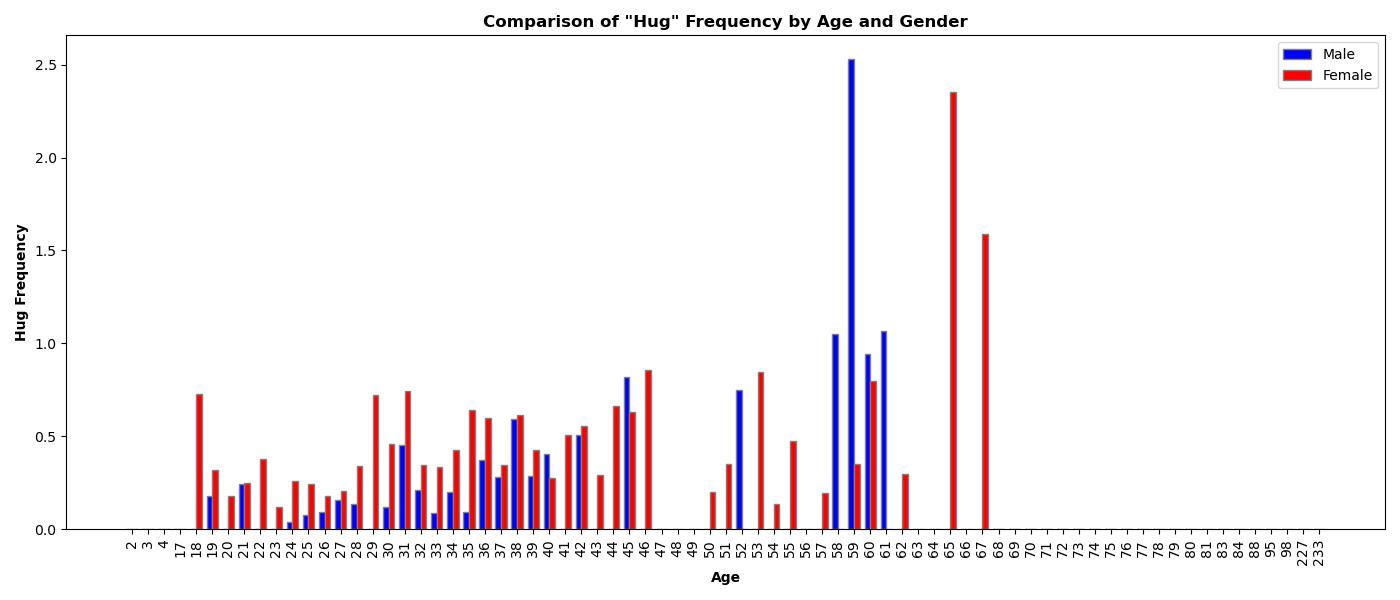 Comparison of "Hug" Frequency by Age and Gender
Male
Female
2.5
2.0
1.5
1.0
0.5
0.0
Hug Frequency
2 3 4 17 18 19 20 21 22 23 24 25 26 27 28 29 30 31 32 33 34 35 36 37 38 39 40 41 42 43 44 45 46 47 48 49 50 51 52 53 54 55 56 57 58 59 60 61 62 63 64 65 66 67 68 69 70 71 72 73 74 75 76 77 78 79 80 81 83 84 88 95 98 227 233
Age